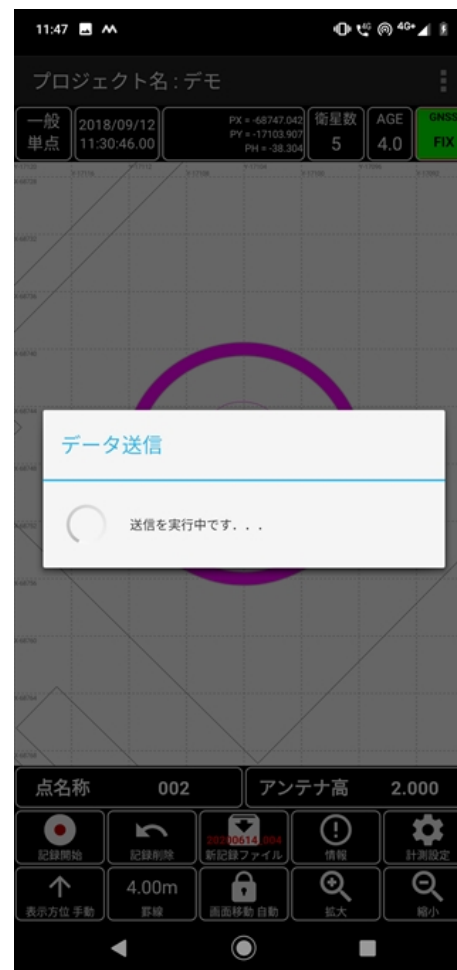 11:47
4G 4G+
プロジェクト名 : デモ
一般
単点
2018/09/12
11:30:46.00
PX = -68747.042
PY = -17103.907
PH = -38.304
衛星数
5
AGE
4.0
GNSS
FIX
データ送信
送信を実行中です. . .
点名称 002
アンテナ高 2.000
記録開始
記録削除
20200614_004
新記録ファイル
情報
計測設定
表示方位 手動
4.00m
罫線
画面移動 自動
拡大
縮小